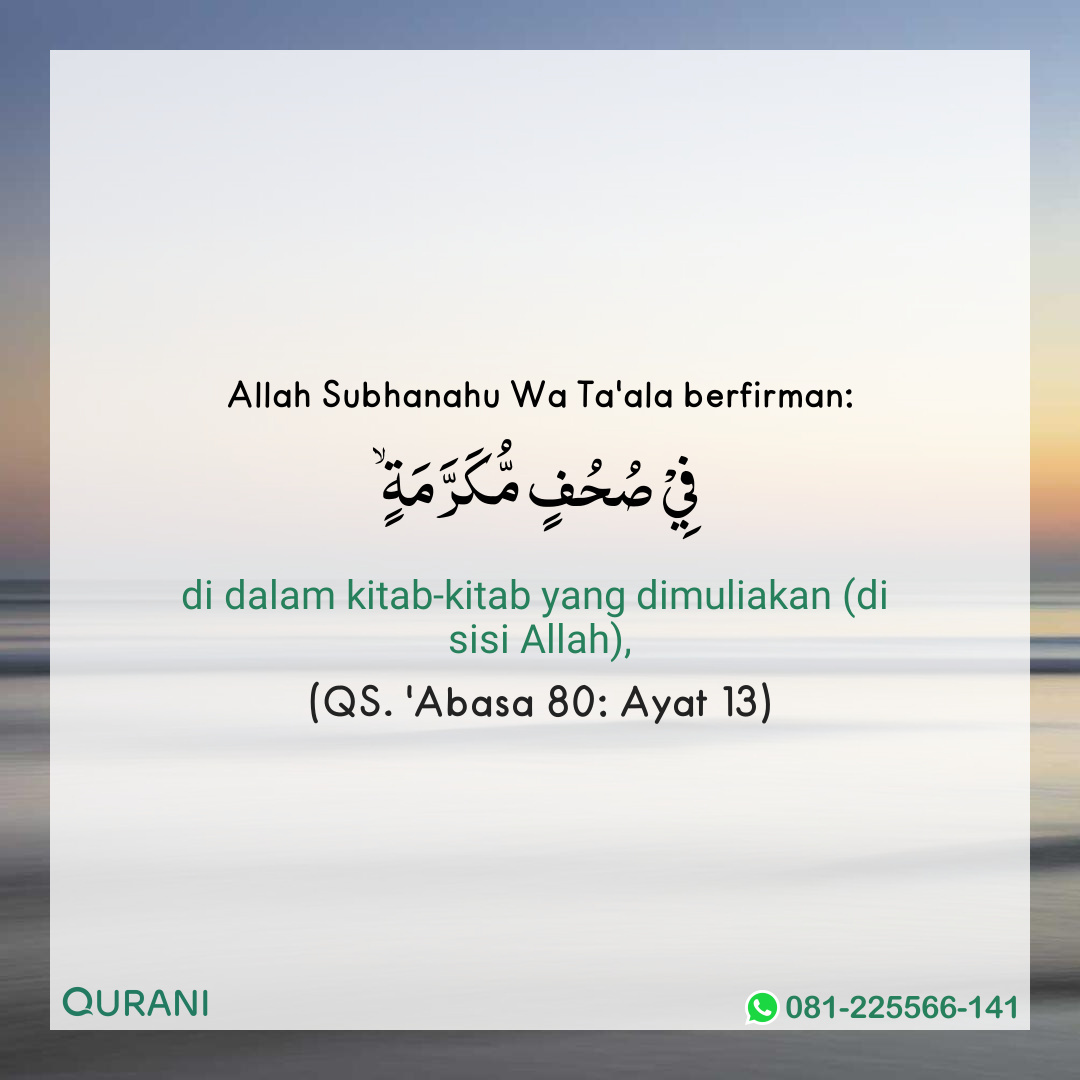 Allah Subhanahu Wa Ta'ala berfirman:
فِيْ صُحُفٍ مُّكَرَّمَةٍۙ
di dalam kitab-kitab yang dimuliakan (di
sisi Allah),
(QS. 'Abasa 80: Ayat 13)
QURANI
081-225566-141